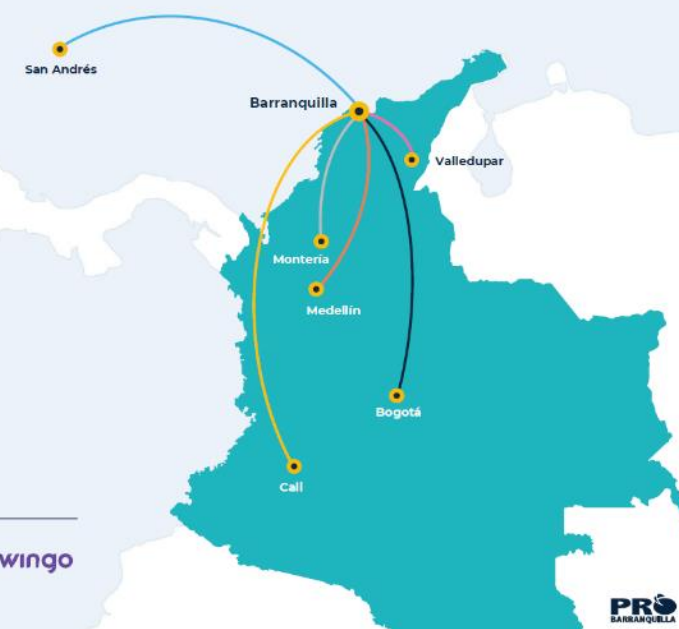 San Andrés
Barranquilla
Valledupar
Montería
Medellín
Bogotá
Cali
wingo
PRO
BARRANQUILLA